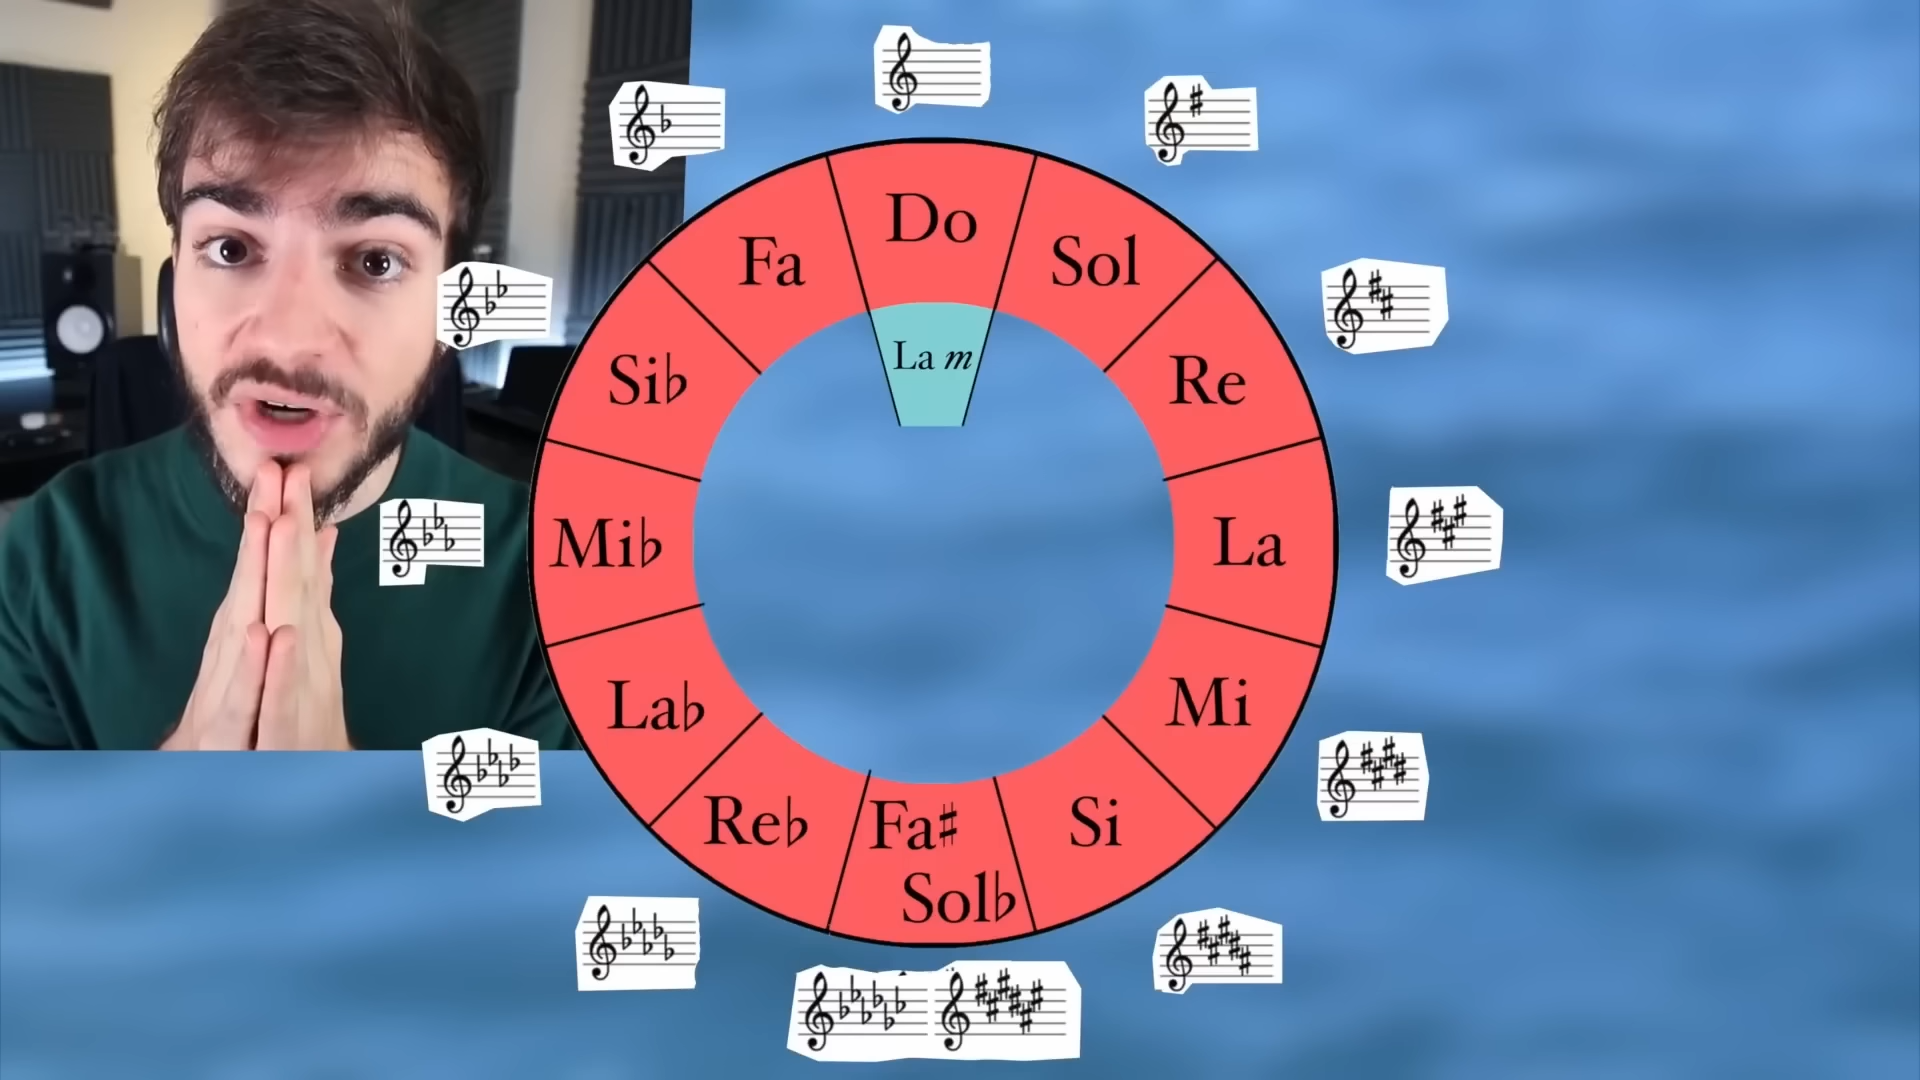 Do
Sol
Re
La
Mi
Si
Fa♯
Sol♭
Re♭
La♭
Mi♭
Si♭
Fa
La m